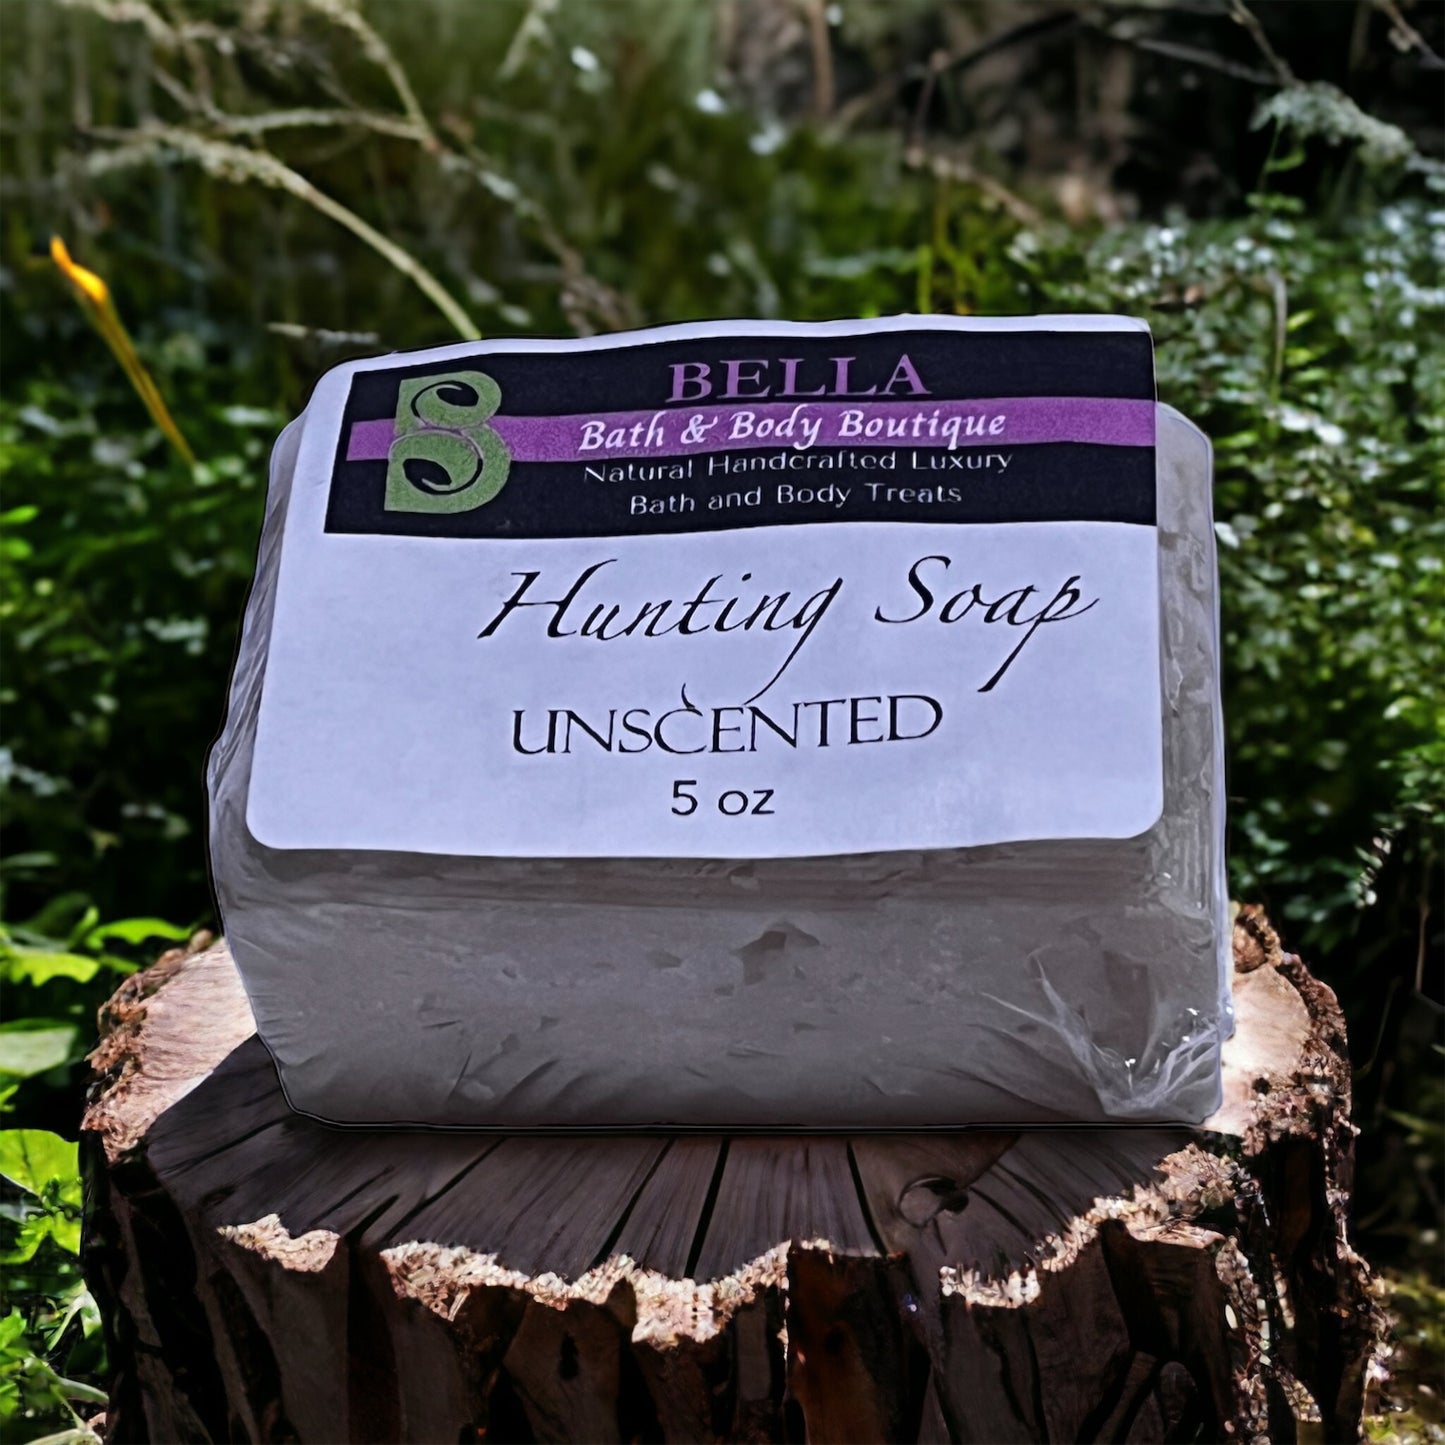 B
BELLA
Bath & Body Boutique
Natural Handcrafted Luxury
Bath and Body Treats
Hunting Soap
UNSCENTED
5 oz